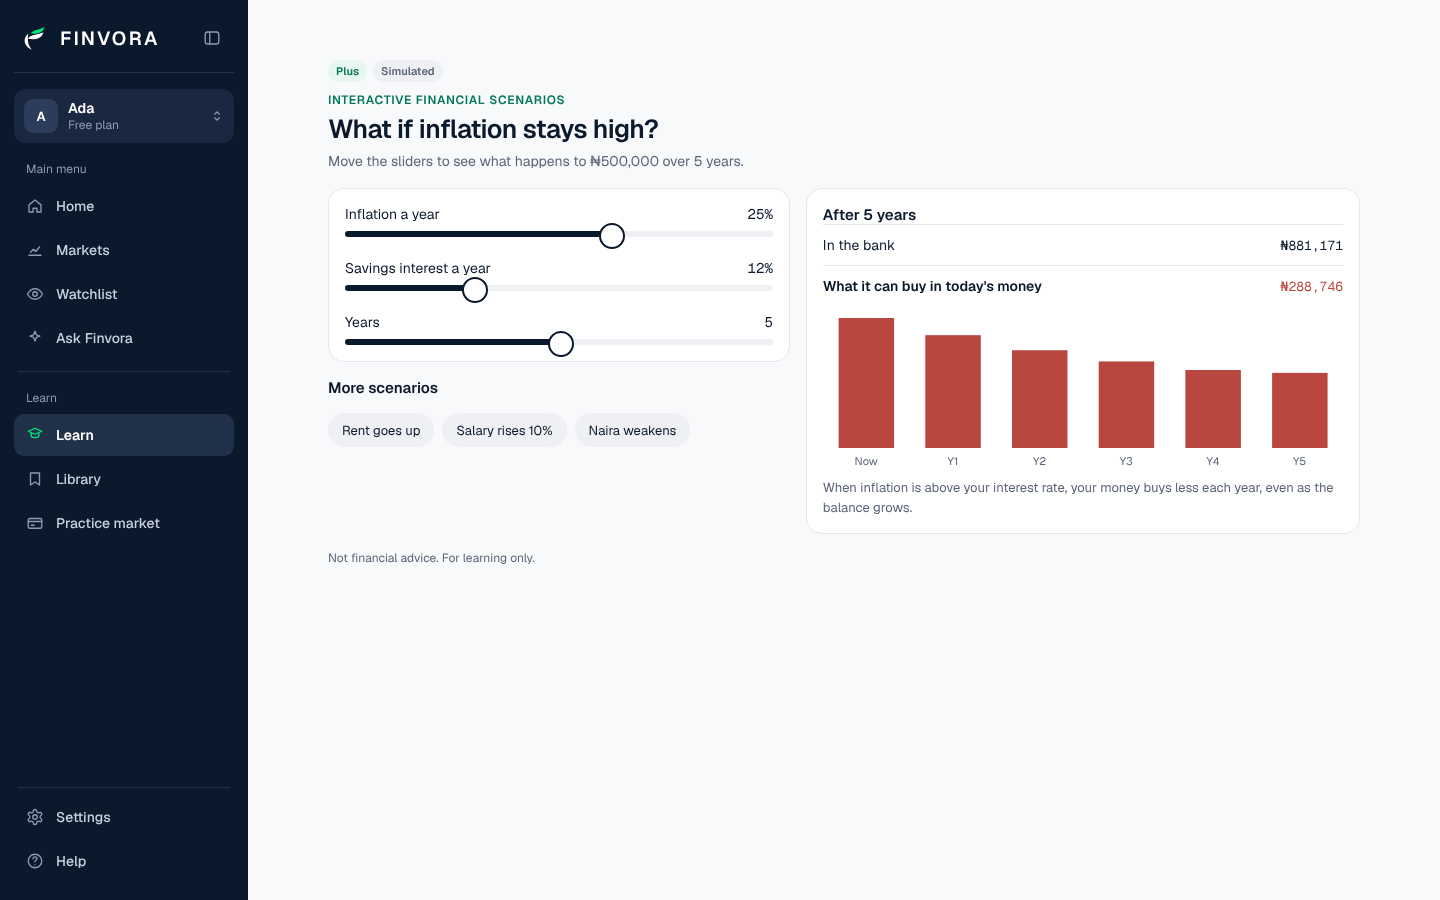 FINVORA
A
Ada
Free plan
Main menu
Home
Markets
Watchlist
Ask Finvora
Learn
Learn
Library
Practice market
Settings
Help
Plus
Simulated
INTERACTIVE FINANCIAL SCENARIOS
What if inflation stays high?
Move the sliders to see what happens to ₦500,000 over 5 years.
Inflation a year 25%
Savings interest a year 12%
Years 5
More scenarios
Rent goes up
Salary rises 10%
Naira weakens
After 5 years
In the bank ₦881,171
What it can buy in today's money ₦288,746
Now Y1 Y2 Y3 Y4 Y5
When inflation is above your interest rate, your money buys less each year, even as the
balance grows.
Not financial advice. For learning only.